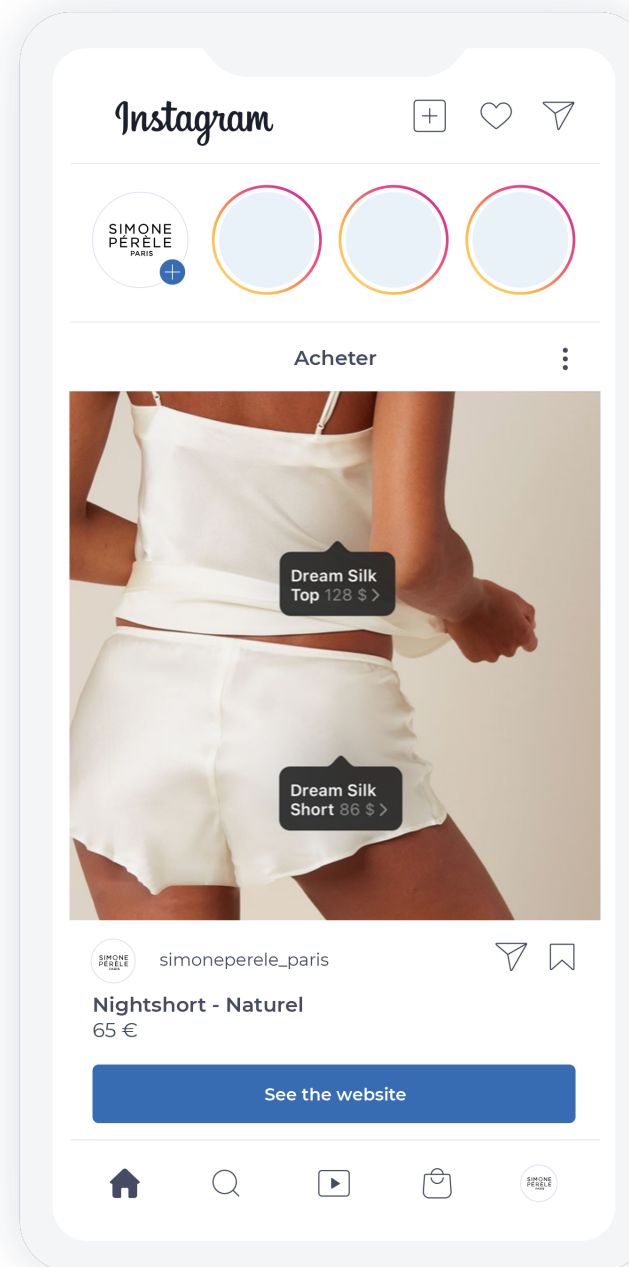 Instagram
SIMONE
PÉRÈLE
PARIS
Acheter
Dream Silk
Top 128 $
Dream Silk
Short 86 $
SIMONE
PÉRÈLE
PARIS
simoneperele_paris
Nightshort - Naturel
65 €
See the website
SIMONE
PÉRÈLE
PARIS